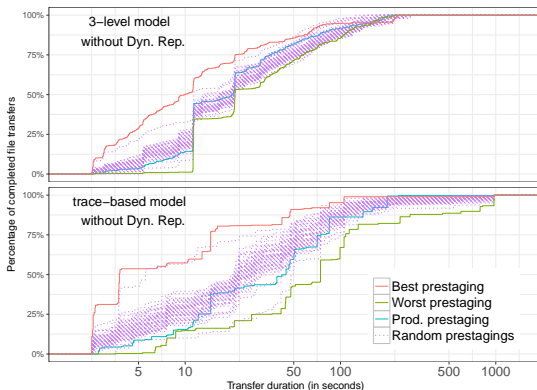 Percentage of completed file transfers
3-level model
without Dyn. Rep.
100%
75%
50%
25%
0%
trace-based model
without Dyn. Rep.
100%
75%
50%
25%
0%
Best prestaging
Worst prestaging
Prod. prestaging
Random prestagings
5 10 50 100 500 1000
Transfer duration (in seconds)